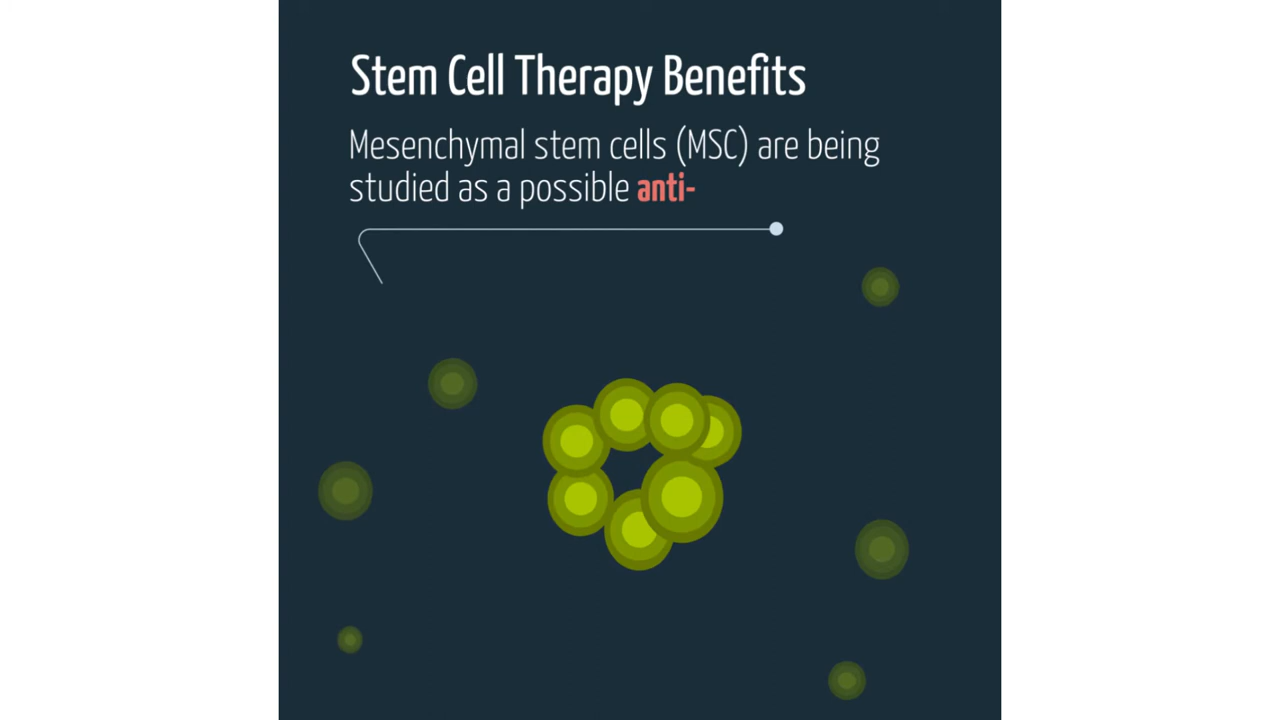 Stem Cell Therapy Benefits
Mesenchymal stem cells (MSC) are being
studied as a possible anti-